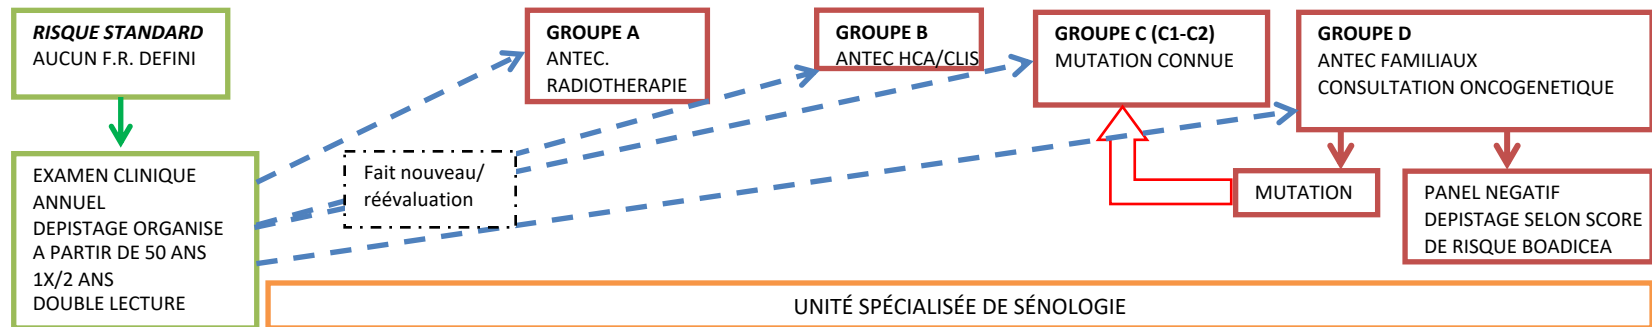 RISQUE STANDARD
AUCUN F.R. DEFINI
GROUPE A
ANTEC.
RADIOTHERAPIE
GROUPE B
ANTEC HCA/CLIS
GROUPE C (C1-C2)
MUTATION CONNUE
GROUPE D
ANTEC FAMILIAUX
CONSULTATION ONCOGENETIQUE
EXAMEN CLINIQUE
ANNUEL
DEPISTAGE ORGANISE
A PARTIR DE 50 ANS
1X/2 ANS
DOUBLE LECTURE
Fait nouveau/
réévaluation
MUTATION
PANEL NEGATIF
DEPISTAGE SELON SCORE
DE RISQUE BOADICEA
UNITÉ SPÉCIALISÉE DE SÉNOLOGIE